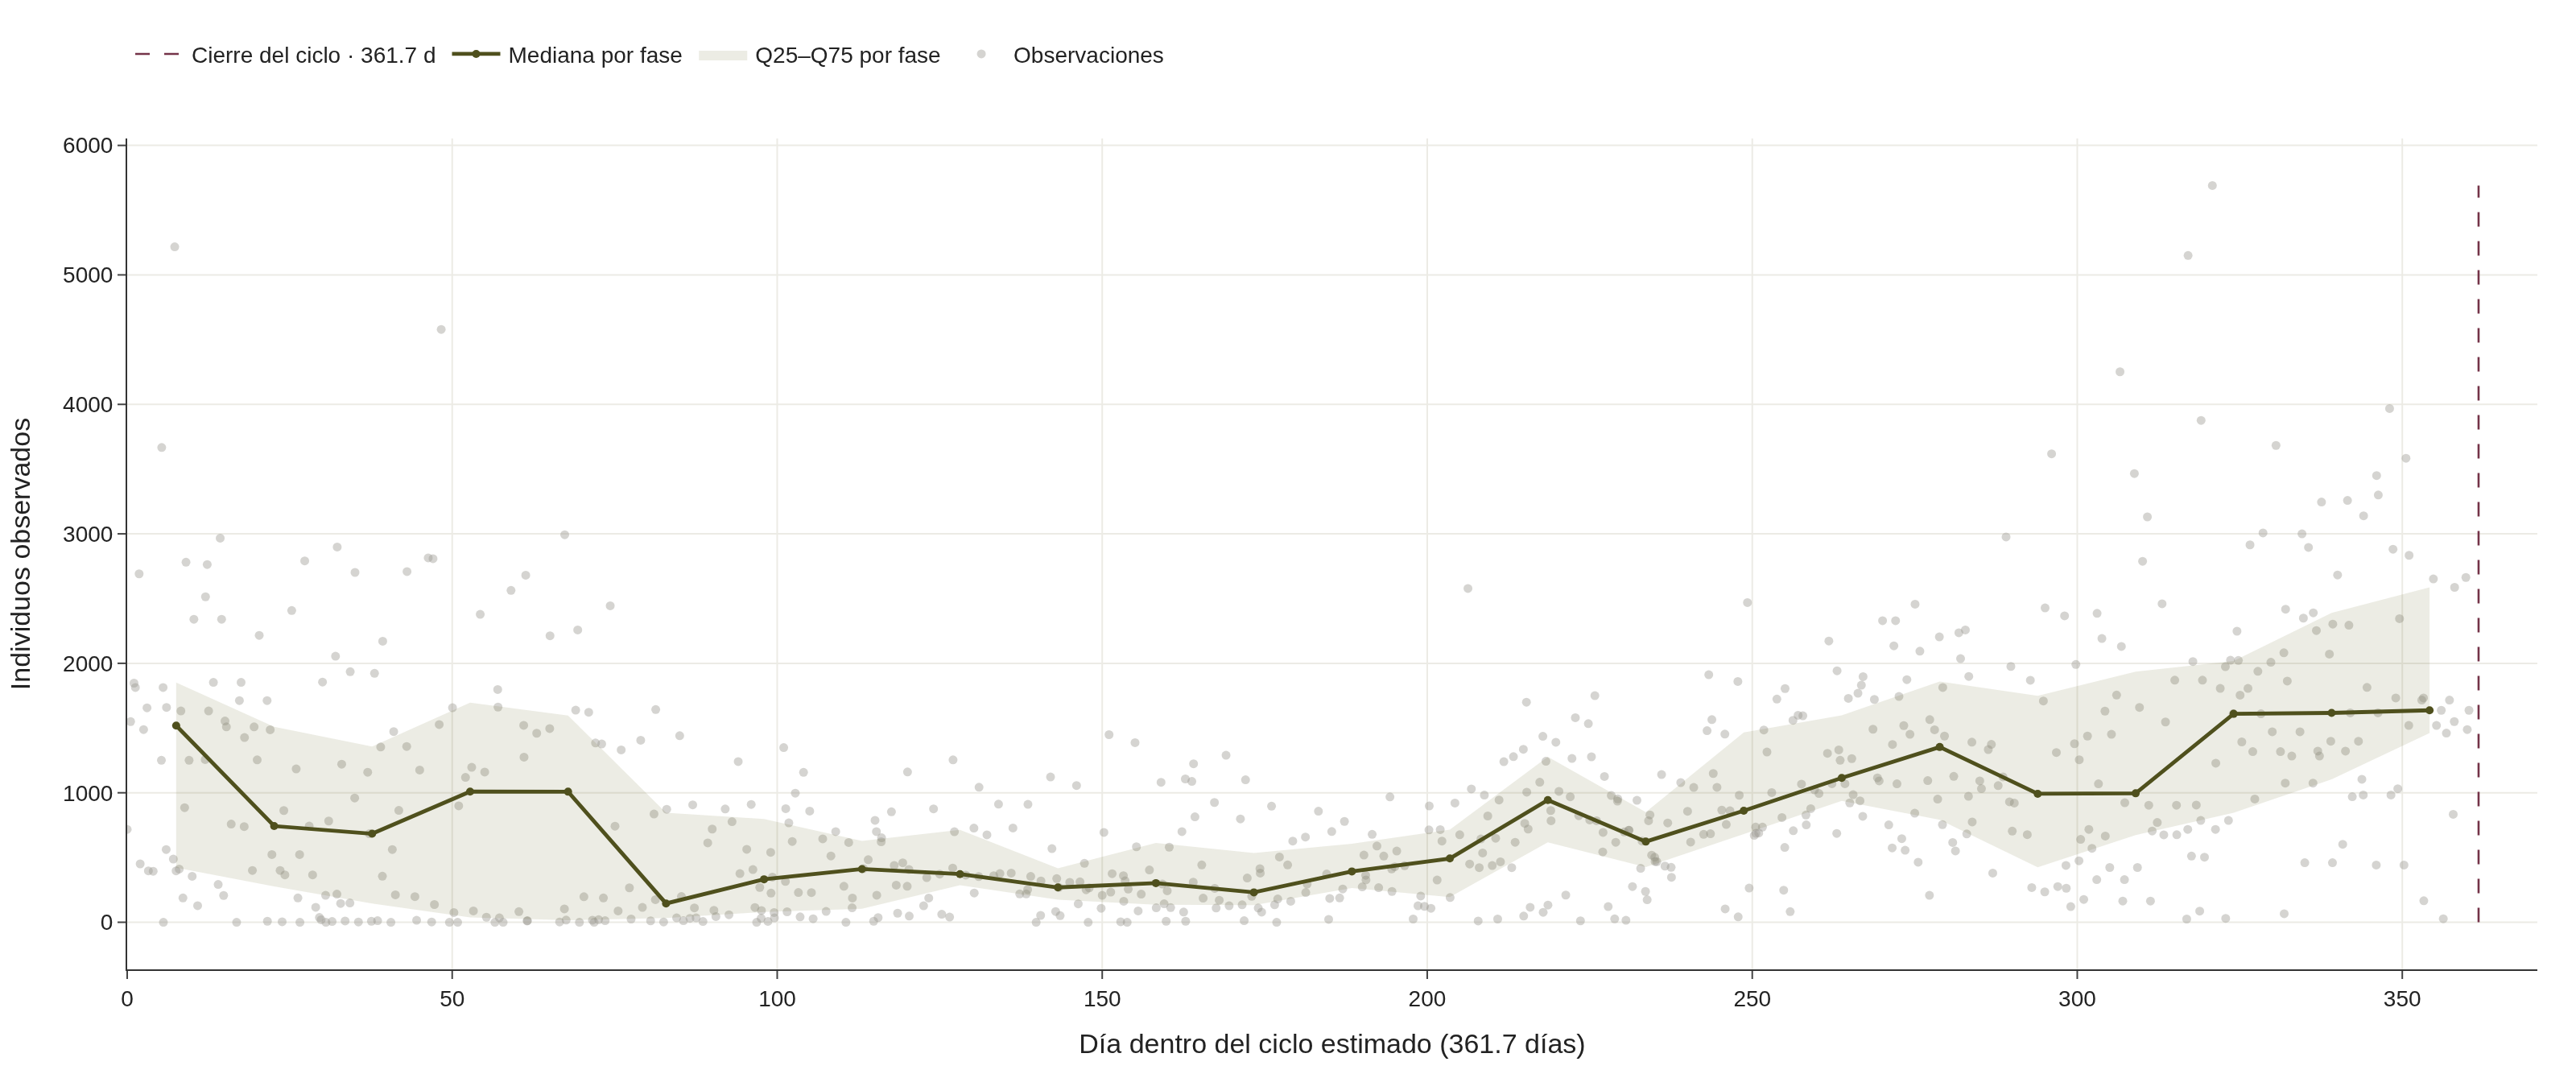 Cierre del ciclo · 361.7 d Mediana por fase Q25–Q75 por fase Observaciones
6000
5000
4000
3000
2000
1000
0
Individuos observados
0 50 100 150 200 250 300 350
Día dentro del ciclo estimado (361.7 días)